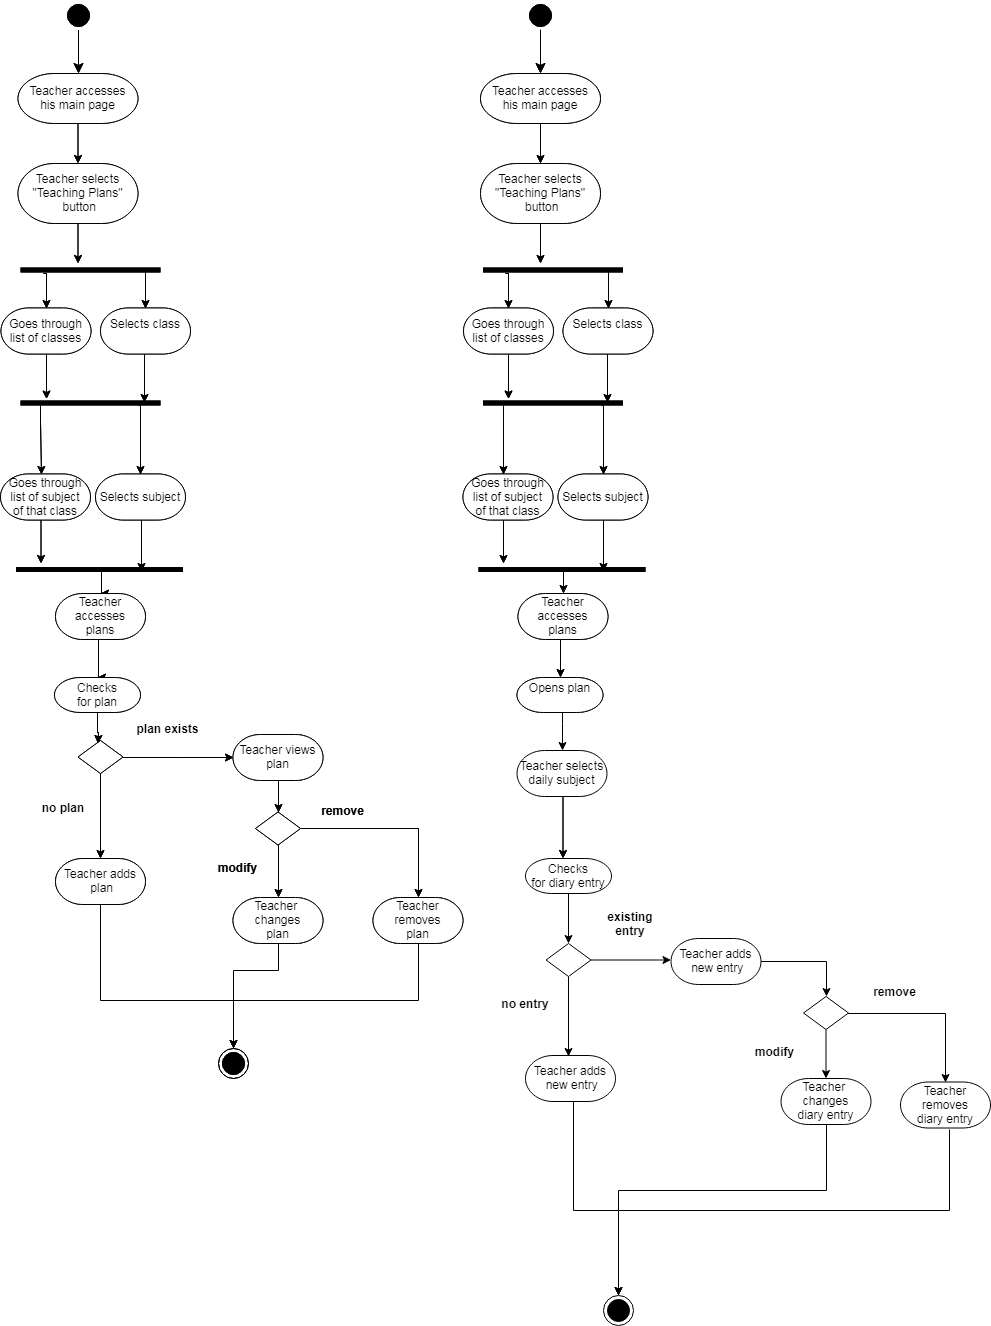 Teacher accesses
his main page
Teacher selects
"Teaching Plans"
button
Goes through
list of classes
Selects class
Goes through
list of subject
of that class
Selects subject
Teacher
accesses
plans
Checks
for plan
plan exists
Teacher views
plan
no plan
remove
modify
Teacher adds
plan
Teacher
changes
plan
Teacher
removes
plan
Teacher accesses
his main page
Teacher selects
"Teaching Plans"
button
Goes through
list of classes
Selects class
Goes through
list of subject
of that class
Selects subject
Teacher
accesses
plans
Opens plan
Teacher selects
daily subject
Checks
for diary entry
existing
entry
Teacher adds
new entry
no entry
remove
modify
Teacher adds
new entry
Teacher
changes
diary entry
Teacher
removes
diary entry